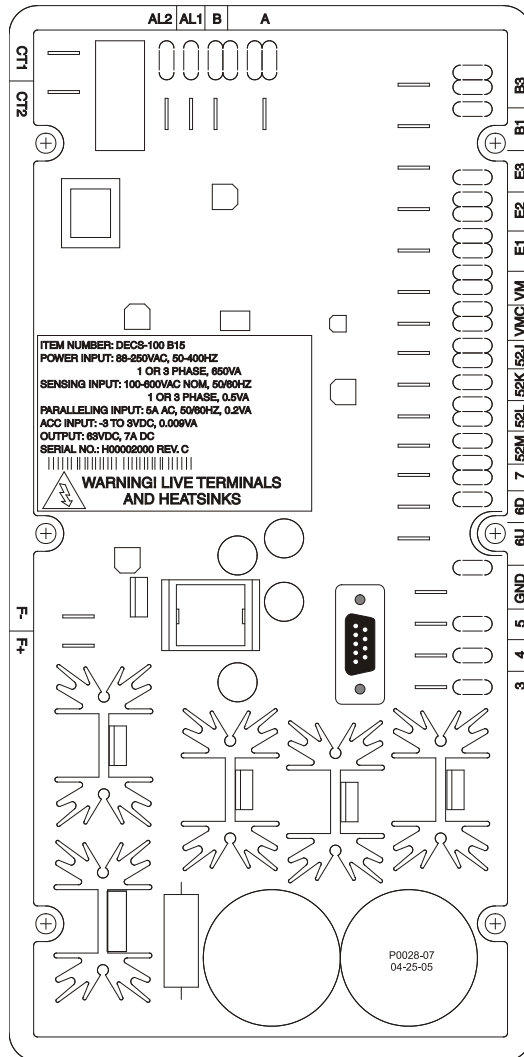 AL2 AL1 B A
CT1
CT2
B3
B1
E3
E2
E1
VM
VMC
52J
52K
52L
52M
7
6D
6U
GND
5
4
3
ITEM NUMBER: DECS-100 B15
POWER INPUT: 88-250VAC, 50-400HZ
1 OR 3 PHASE, 650VA
SENSING INPUT: 100-600VAC NOM, 50/60HZ
1 OR 3 PHASE, 0.5VA
PARALLELING INPUT: 5A AC, 50/60HZ, 0.2VA
ACC INPUT: -3 TO 3VDC, 0.009VA
OUTPUT: 63VDC, 7A DC
SERIAL NO.: H00002000 REV. C
WARNING! LIVE TERMINALS
AND HEATSINKS
F-
F+
P0028-07
04-25-05